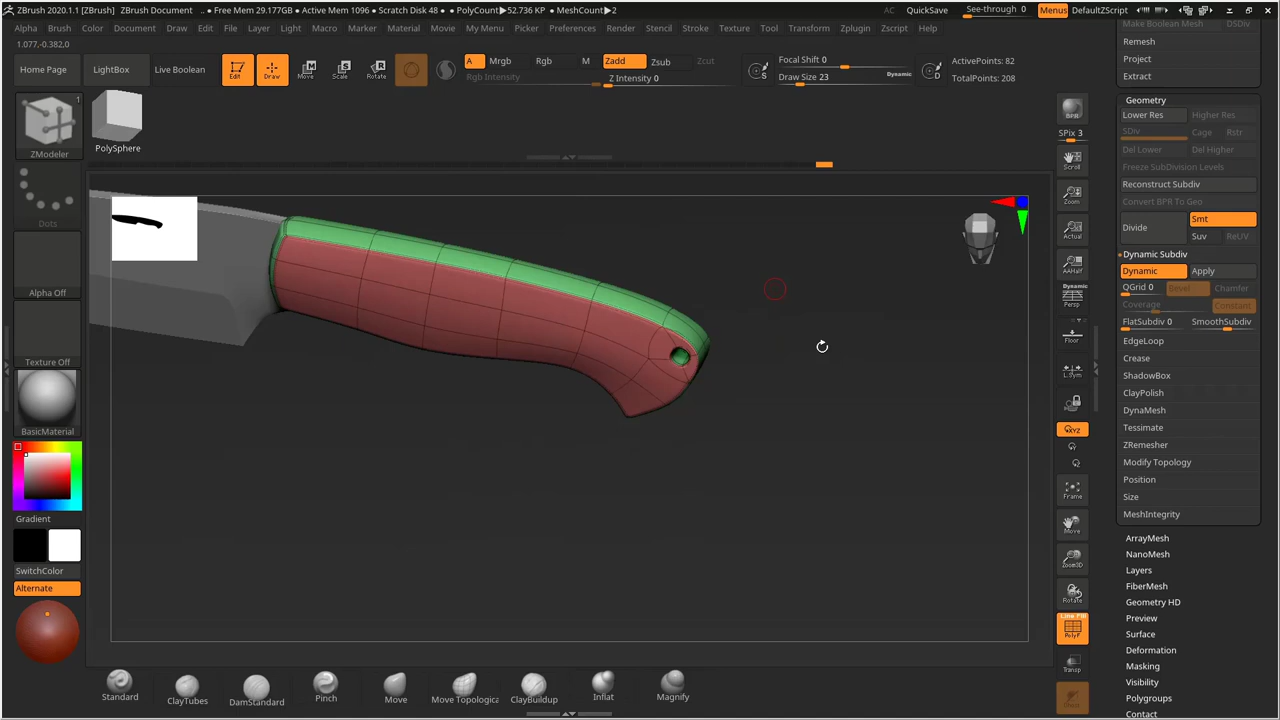 ZBrush 2020.1.1 [ZBrush] ZBrush Document .. • Free Mem 29.177GB • Active Mem 1096 • Scratch Disk 48 • PolyCount▶52.736 KP • MeshCount▶2
AC QuickSave See-through 0 Menus DefaultZScript
Alpha Brush Color Document Draw Edit File Layer Light Macro Marker Material Movie My Menu Picker Preferences Render Stencil Stroke Texture Tool Transform Zplugin Zscript Help
1.077,-0.382,0
Home Page LightBox Live Boolean Edit Draw Move Scale Rotate
A Mrgb Rgb M Zadd Zsub Zcut
Rgb Intensity Z Intensity 0
Focal Shift 0
Draw Size 23 Dynamic
S D
ActivePoints: 82
TotalPoints: 208
1
ZModeler
PolySphere
Dots
Alpha Off
Texture Off
BasicMaterial
Gradient
SwitchColor
Alternate
BPR
SPix 3
Scroll
Zoom
Actual
AAHalf
Dynamic
Persp
Floor
L.Sym
XYZ
Y
Z
Frame
Move
Zoom3D
Rotate
Line Fill
PolyF
Transp
Make Boolean Mesh DSDiv
Remesh
Project
Extract
Geometry
Lower Res Higher Res
SDiv Cage Rstr
Del Lower Del Higher
Freeze SubDivision Levels
Reconstruct Subdiv
Convert BPR To Geo
Divide Smt
Suv ReUV
Dynamic Subdiv
Dynamic Apply
QGrid 0 Bevel Chamfer
Coverage Constant
FlatSubdiv 0 SmoothSubdiv
EdgeLoop
Crease
ShadowBox
ClayPolish
DynaMesh
Tessimate
ZRemesher
Modify Topology
Position
Size
MeshIntegrity
ArrayMesh
NanoMesh
Layers
FiberMesh
Geometry HD
Preview
Surface
Deformation
Masking
Visibility
Polygroups
Contact
Standard ClayTubes DamStandard Pinch Move Move Topologica ClayBuildup Inflat Magnify